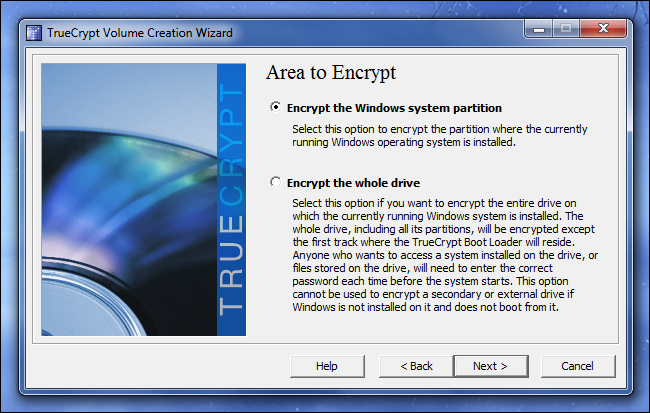 TrueCrypt Volume Creation Wizard
TRUECRYPT
Area to Encrypt
Encrypt the Windows system partition
Select this option to encrypt the partition where the currently
running Windows operating system is installed.
Encrypt the whole drive
Select this option if you want to encrypt the entire drive on
which the currently running Windows system is installed. The
whole drive, including all its partitions, will be encrypted except
the first track where the TrueCrypt Boot Loader will reside.
Anyone who wants to access a system installed on the drive, or
files stored on the drive, will need to enter the correct
password each time before the system starts. This option
cannot be used to encrypt a secondary or external drive if
Windows is not installed on it and does not boot from it.
Help
< Back
Next >
Cancel